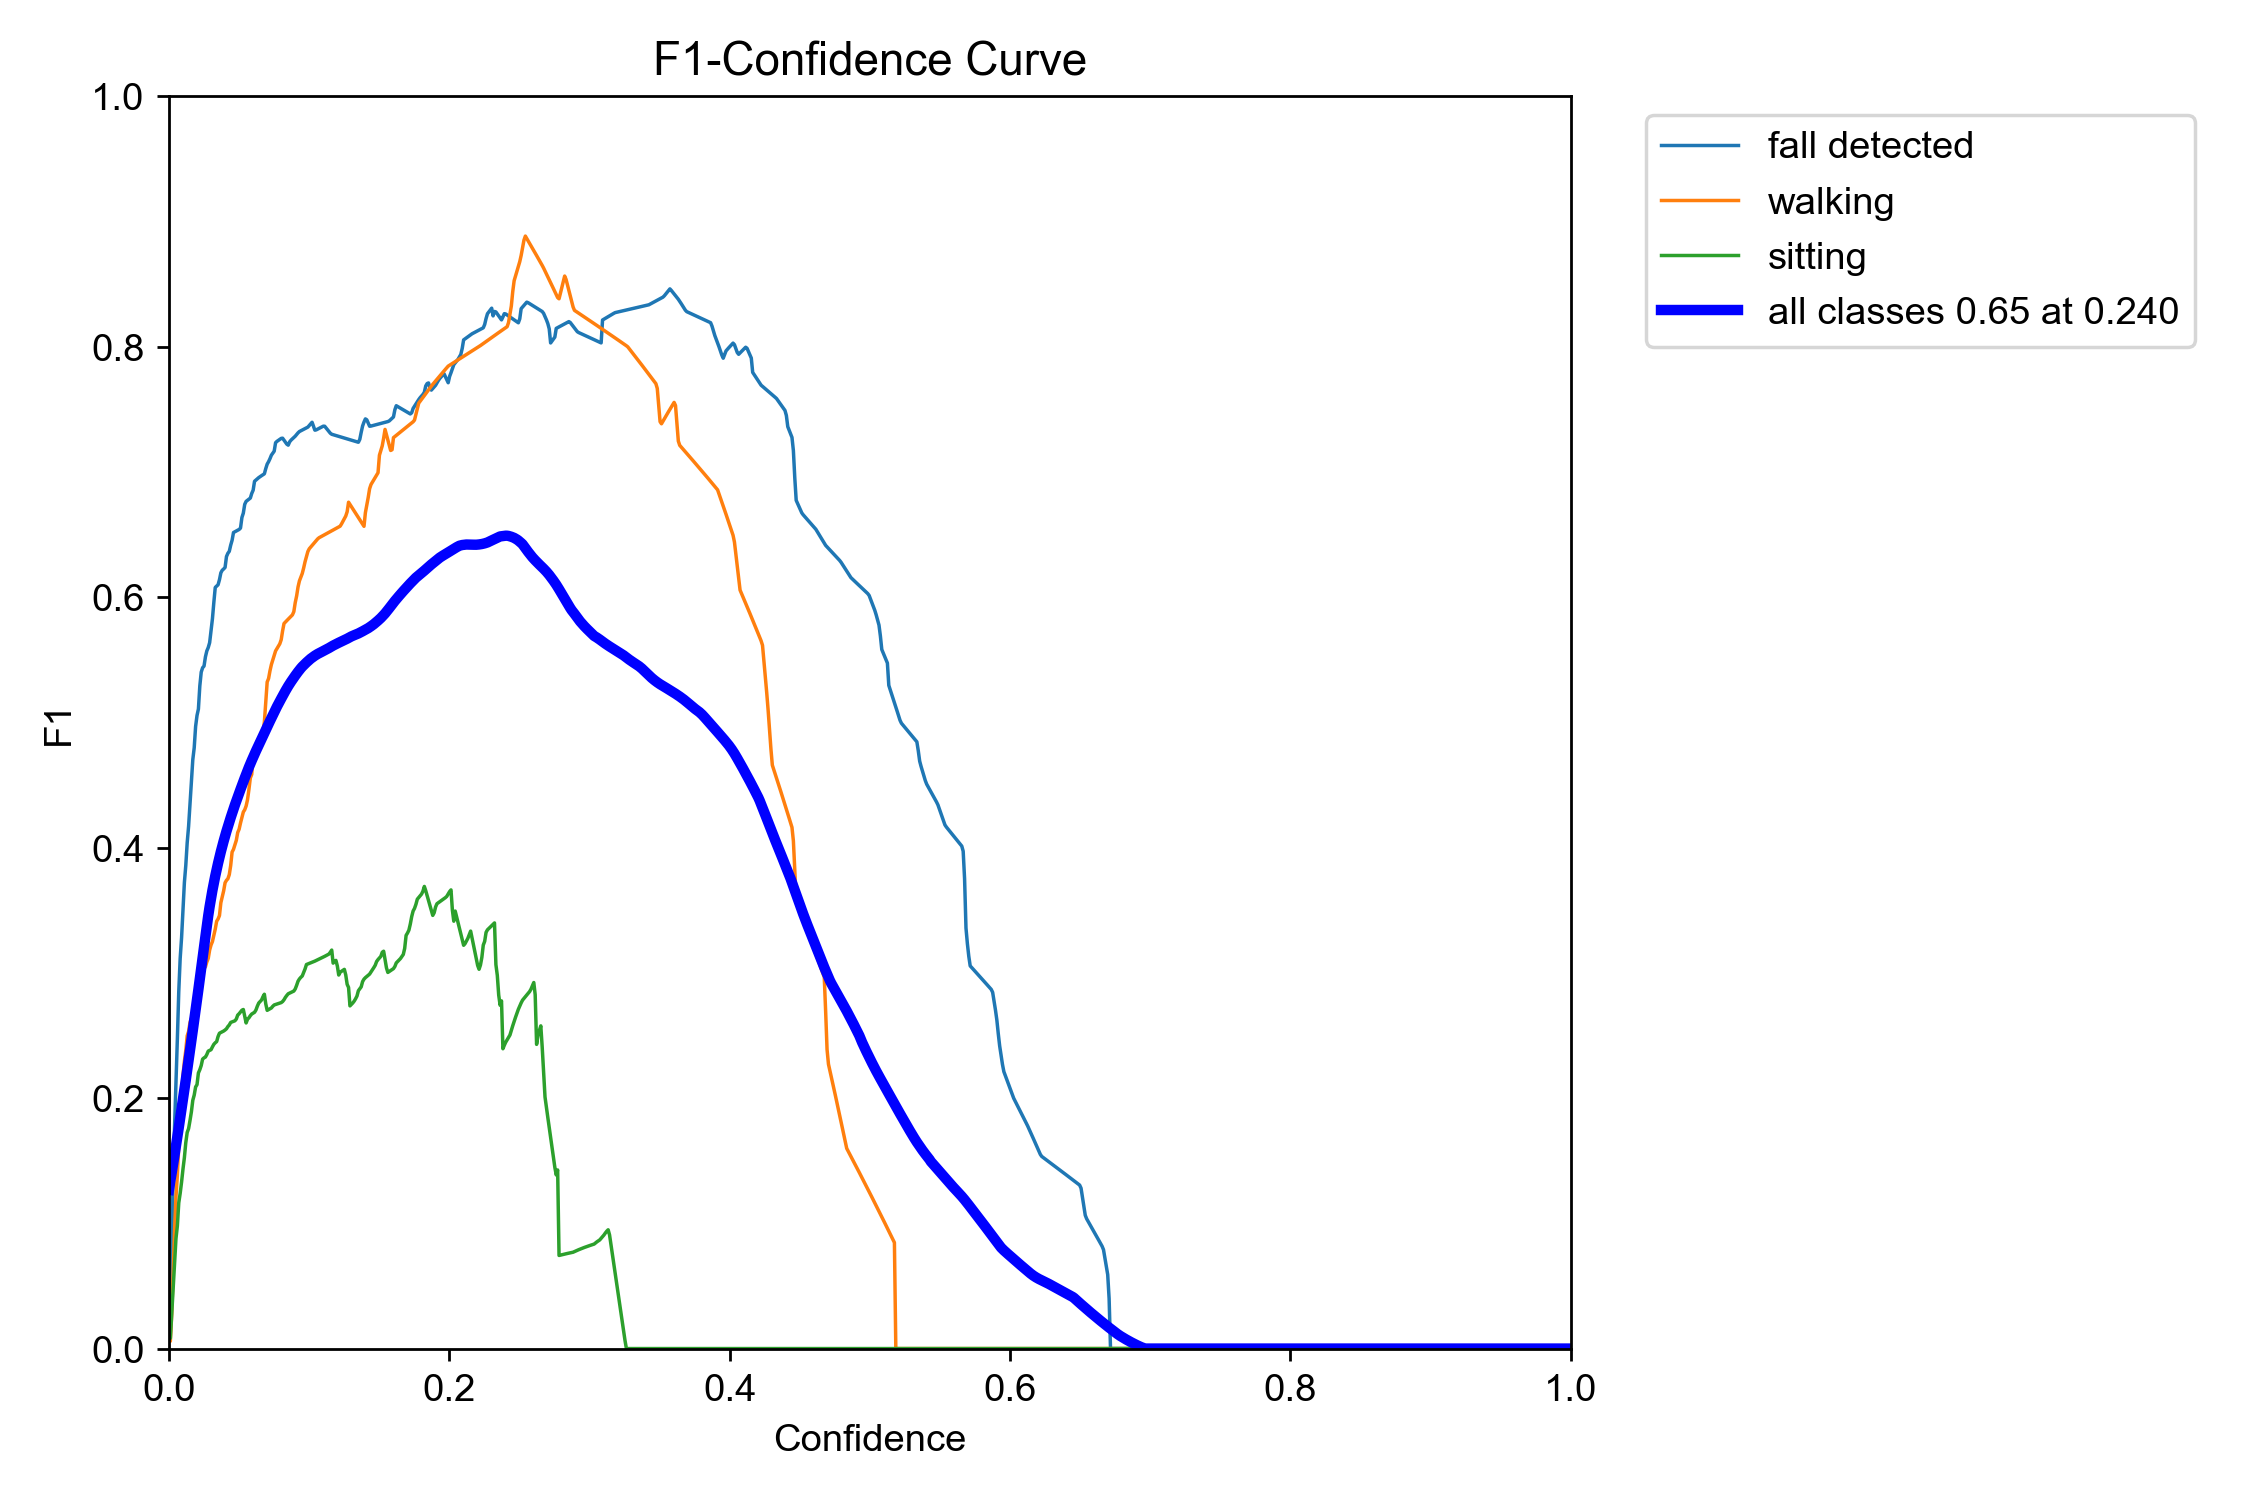 F1-Confidence Curve
1.0
0.8
0.6
0.4
0.2
0.0
F1
0.0 0.2 0.4 0.6 0.8 1.0
Confidence
fall detected
walking
sitting
all classes 0.65 at 0.240